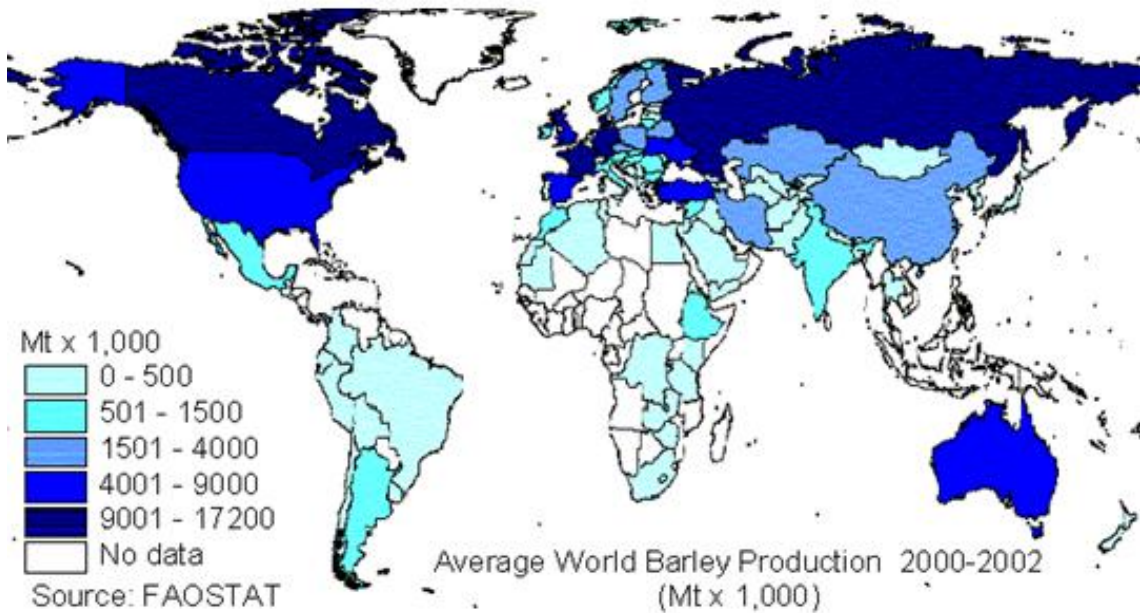 Mt x 1,000
0 - 500
501 - 1500
1501 - 4000
4001 - 9000
9001 - 17200
No data
Source: FAOSTAT
Average World Barley Production 2000-2002
(Mt x 1,000)